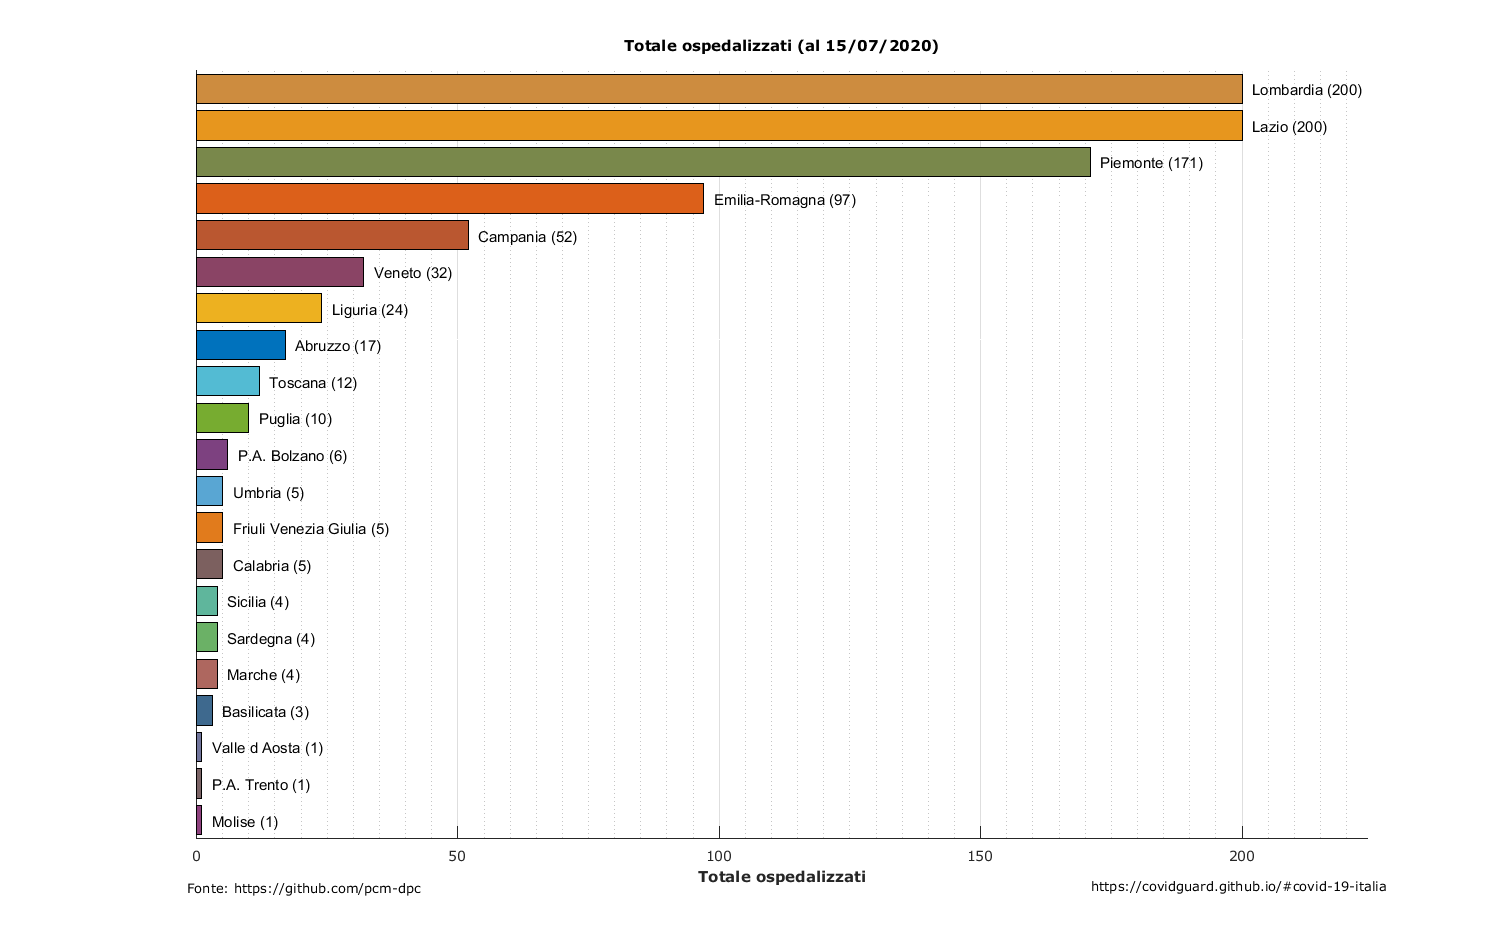 Totale ospedalizzati (al 15/07/2020)
Lombardia (200)
Lazio (200)
Piemonte (171)
Emilia-Romagna (97)
Campania (52)
Veneto (32)
Liguria (24)
Abruzzo (17)
Toscana (12)
Puglia (10)
P.A. Bolzano (6)
Umbria (5)
Friuli Venezia Giulia (5)
Calabria (5)
Sicilia (4)
Sardegna (4)
Marche (4)
Basilicata (3)
Valle d Aosta (1)
P.A. Trento (1)
Molise (1)
0 50 100 150 200
Totale ospedalizzati
Fonte: https://github.com/pcm-dpc
https://covidguard.github.io/#covid-19-italia